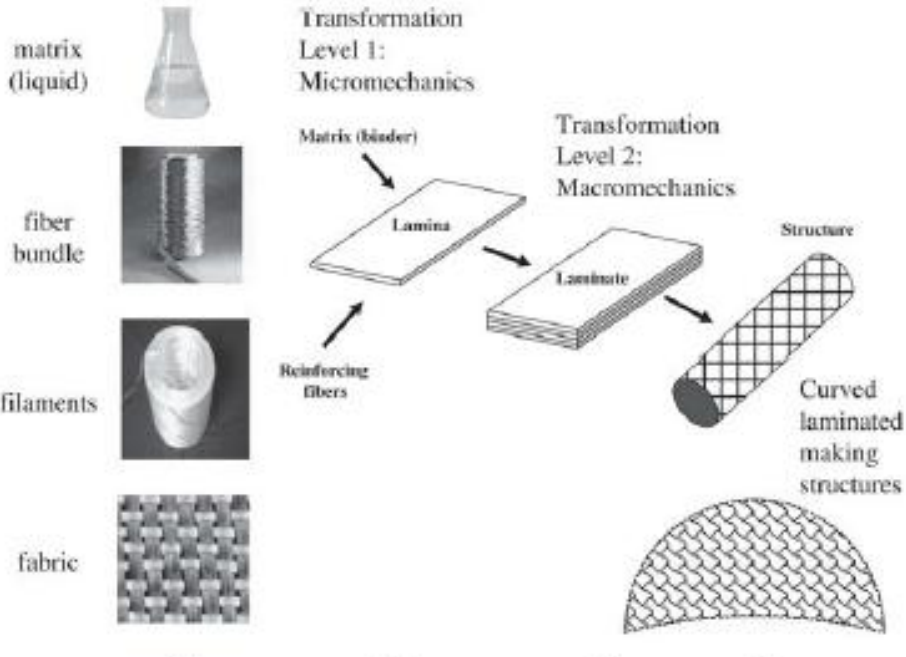 matrix
(liquid)
fiber
bundle
filaments
fabric
Transformation
Level 1:
Micromechanics
Matrix (binder)
Lamina
Reinforcing
fibers
Transformation
Level 2:
Macromechanics
Laminate
Structure
Curved
laminated
making
structures